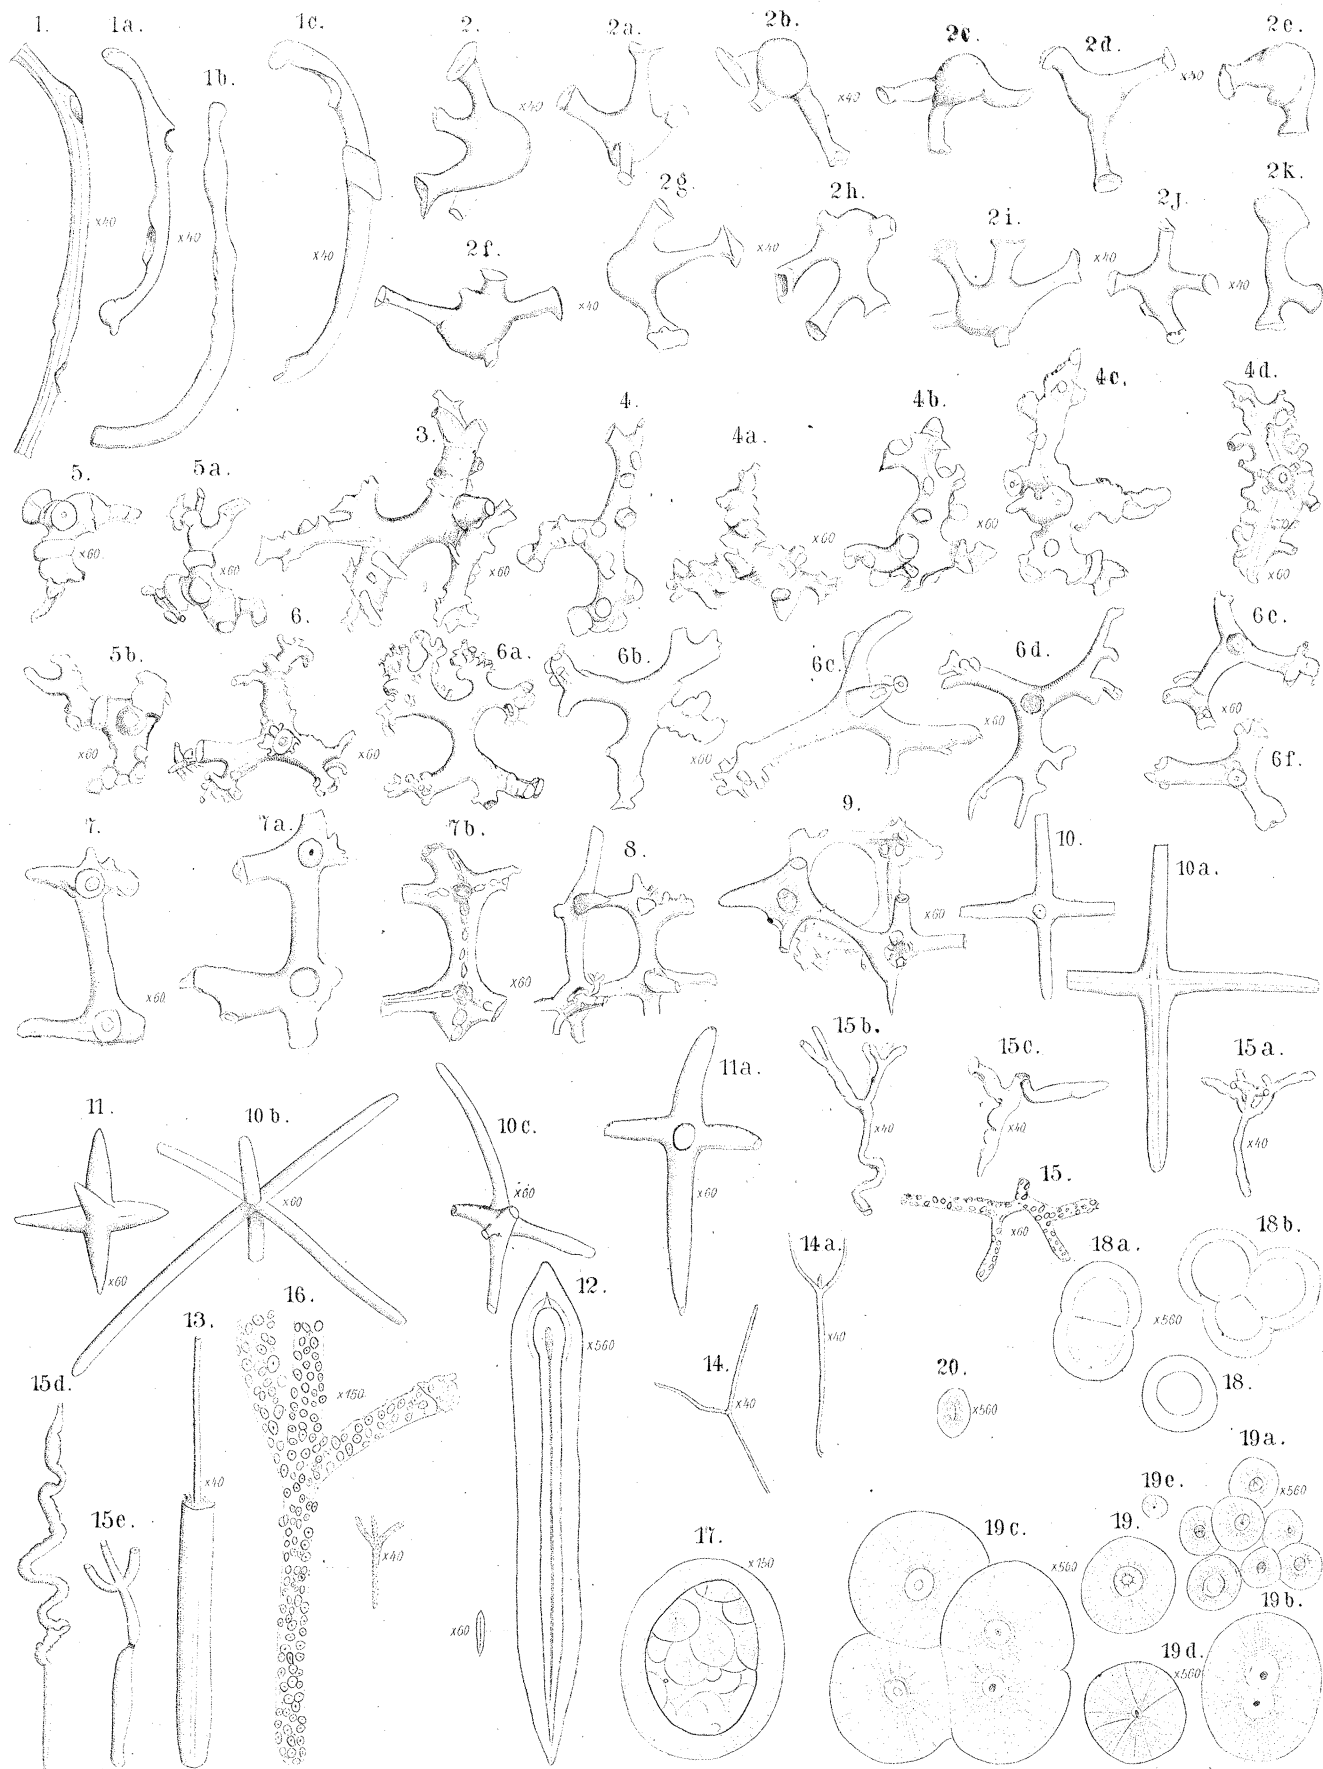 1. 1a. 1b. 1c. 2. 2a. 2b. 2c. 2d. 2e.
x40 x40 x40 x40 x40 x40
2f. 2g. 2h. 2i. 2J. 2k.
x40 x40 x40 x40
3. 4. 4a. 4b. 4c. 4d.
5. 5a. x60 x60 x60 x60 x60 x60
5b. 6. 6a. 6b. 6c. 6d. 6e.
x60 x60 x60 x60 x60
6f.
7. 7a. 7b. 8. 9. 10. 10a.
x60 x60 x60
11. 10b. 10c. 11a. 15b. 15c. 15a.
x60 x60 x60 x60 x40 x40 x40
15.
x60
13. 16. 12. 14a. 18a. 18b.
x40 x150 x560 x40 x560
15d. 14. 20. 18.
x40 x560
15e. x40 17. 19c. 19. 19e. 19a.
x60 x150 x560 x560
19d. 19b.
x560